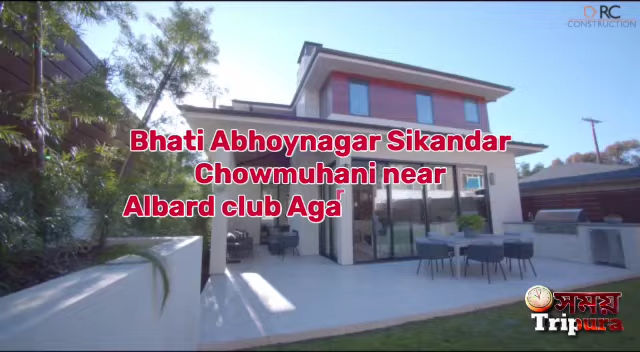 RC
CONSTRUCTION
Bhati Abhoynagar Sikandar
Chowmuhani near
Albard club Aga
সময়
Tripura